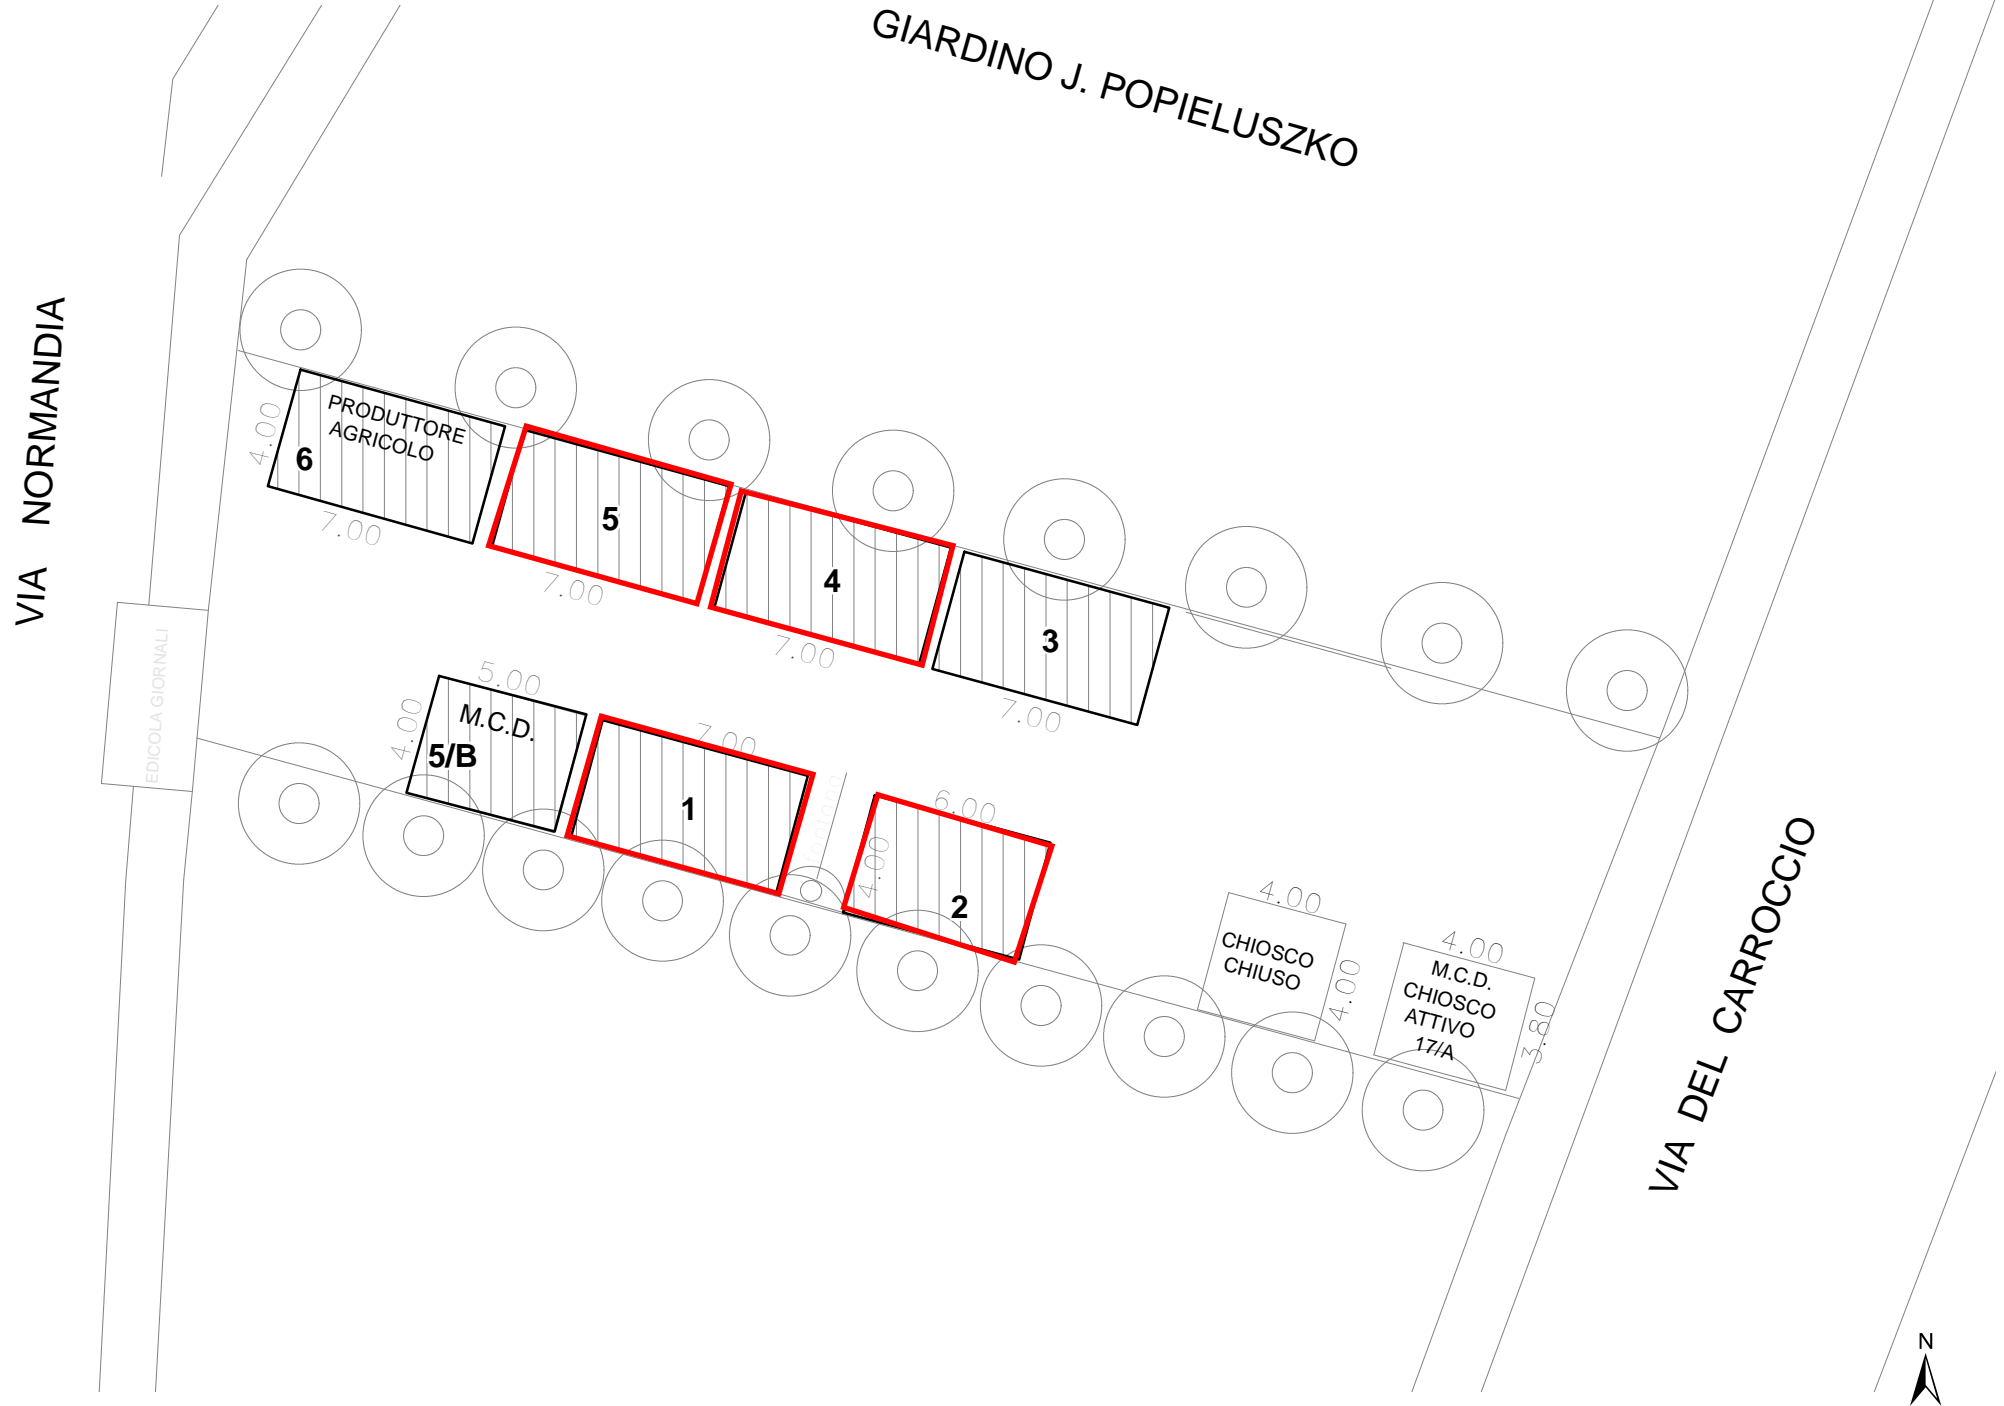 GIARDINO J. POPIELUSZKO
VIA NORMANDIA
PRODUTTORE
AGRICOLO
6
4.00
7.00
5
7.00
4
7.00
3
7.00
EDICOLA GIORNALI
5.00
4.00
M.C.D.
5/B
7.00
1
fontana
6.00
4.00
2
4.00
CHIOSCO
CHIUSO
4.00
4.00
M.C.D.
CHIOSCO
ATTIVO
17/A
3.80
VIA DEL CARROCCIO
N